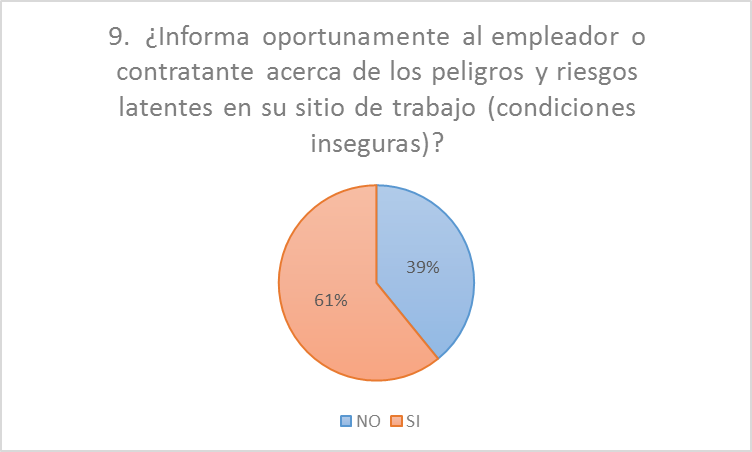 9. ¿Informa oportunamente al empleador o
contratante acerca de los peligros y riesgos
latentes en su sitio de trabajo (condiciones
inseguras)?
39%
61%
NO SI